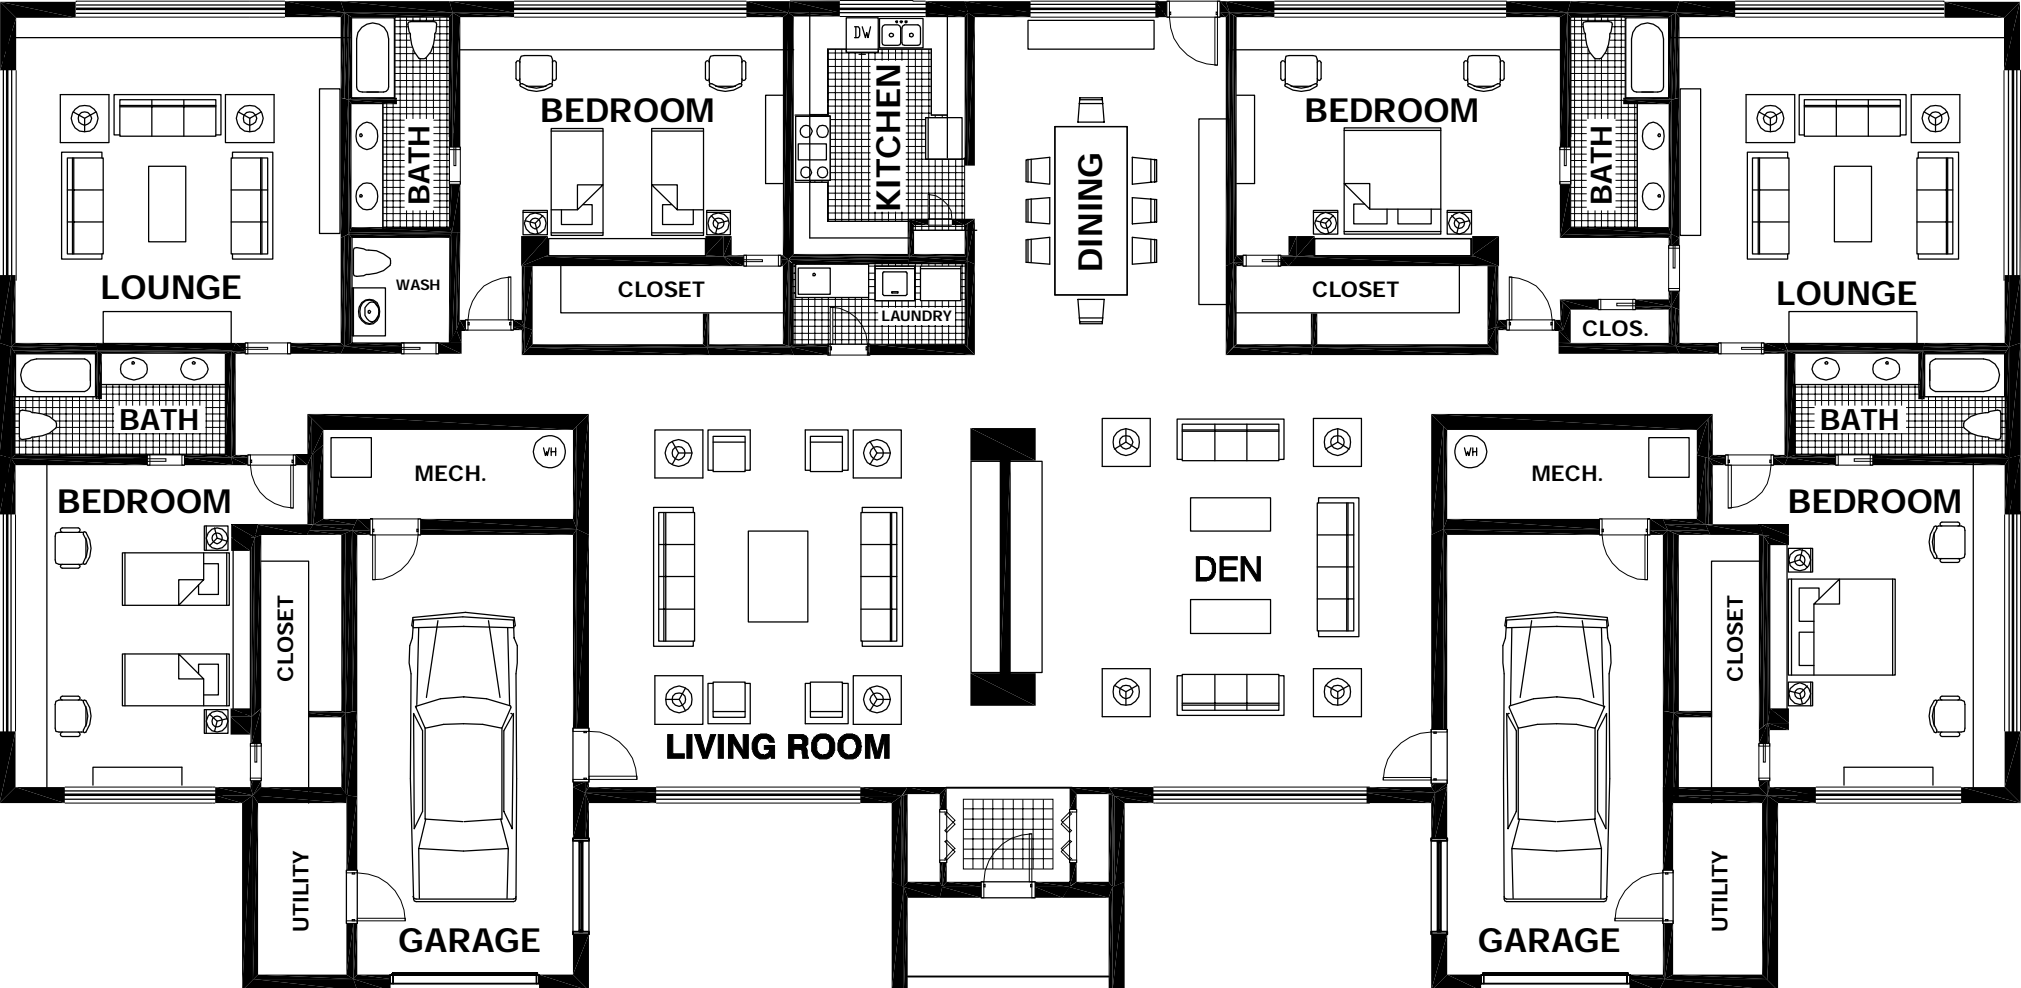 DW
BEDROOM
BEDROOM
KITCHEN
BATH
BATH
DINING
LOUNGE
WASH
CLOSET
CLOSET
LOUNGE
LAUNDRY
CLOS.
BATH
BATH
WH
MECH.
WH
MECH.
BEDROOM
BEDROOM
DEN
CLOSET
CLOSET
LIVING ROOM
UTILITY
UTILITY
GARAGE
GARAGE